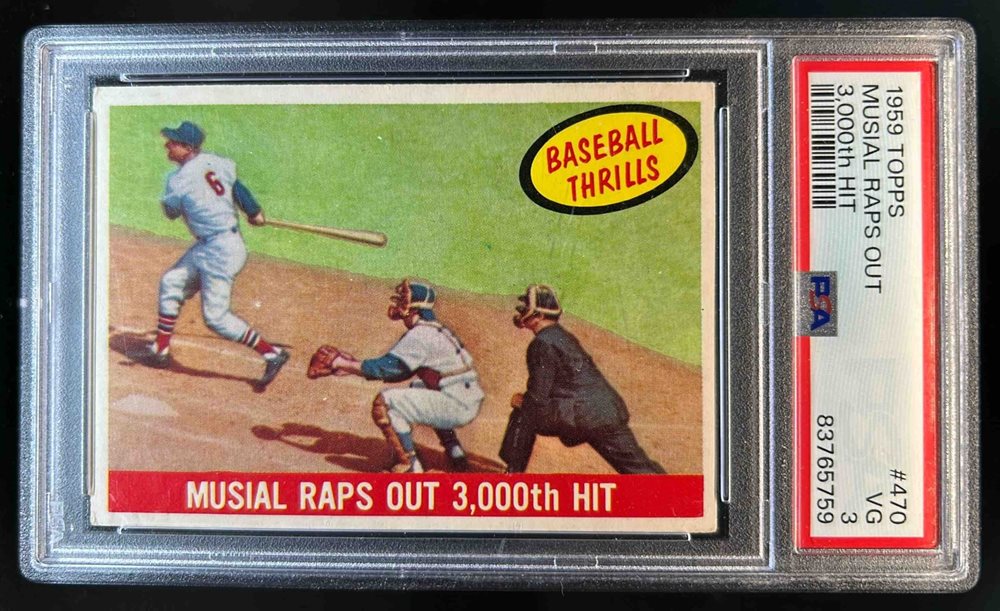 BASEBALL
THRILLS
6
MUSIAL RAPS OUT 3,000th HIT
1959 TOPPS
MUSIAL RAPS OUT
3,000th HIT
#470
VG
3
PSA
83765759